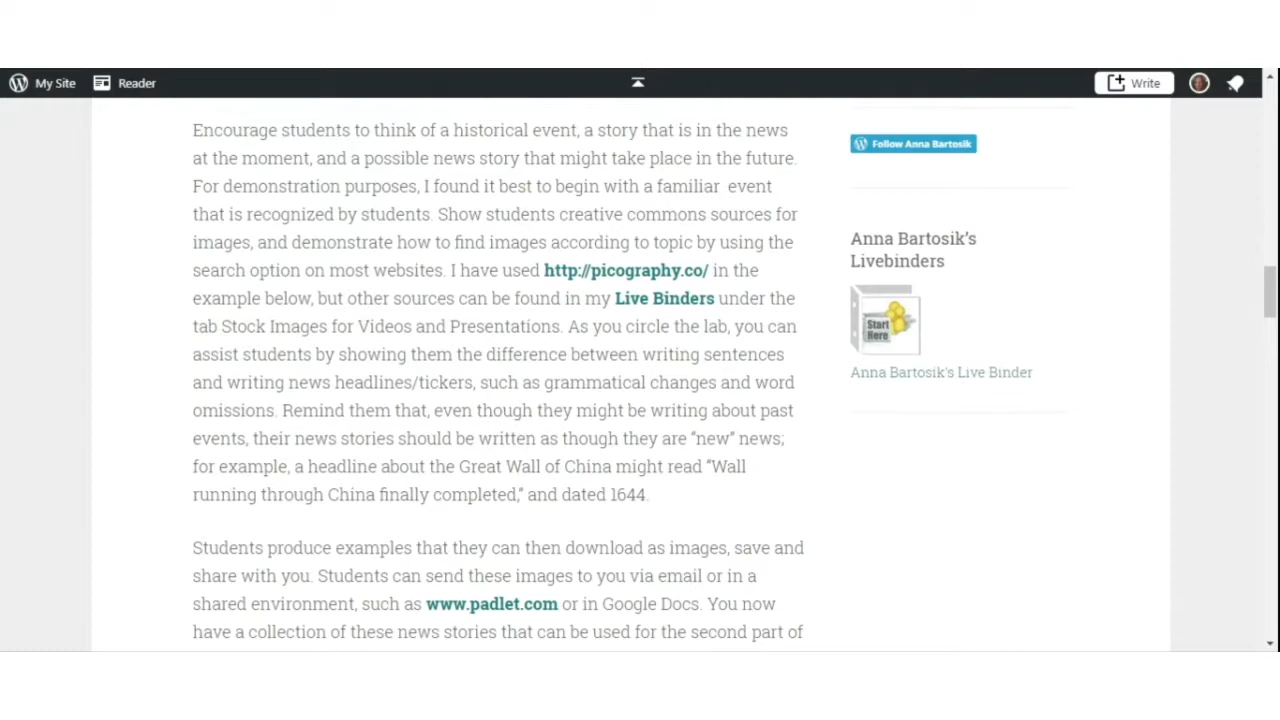 My Site
Reader
Write
Encourage students to think of a historical event, a story that is in the news
at the moment, and a possible news story that might take place in the future.
For demonstration purposes, I found it best to begin with a familiar event
that is recognized by students. Show students creative commons sources for
images, and demonstrate how to find images according to topic by using the
search option on most websites. I have used http://picography.co/ in the
example below, but other sources can be found in my Live Binders under the
tab Stock Images for Videos and Presentations. As you circle the lab, you can
assist students by showing them the difference between writing sentences
and writing news headlines/tickers, such as grammatical changes and word
omissions. Remind them that, even though they might be writing about past
events, their news stories should be written as though they are “new” news;
for example, a headline about the Great Wall of China might read “Wall
running through China finally completed,” and dated 1644.
Students produce examples that they can then download as images, save and
share with you. Students can send these images to you via email or in a
shared environment, such as www.padlet.com or in Google Docs. You now
have a collection of these news stories that can be used for the second part of
Follow Anna Bartosik
Anna Bartosik’s
Livebinders
Start
Here
Anna Bartosik's Live Binder